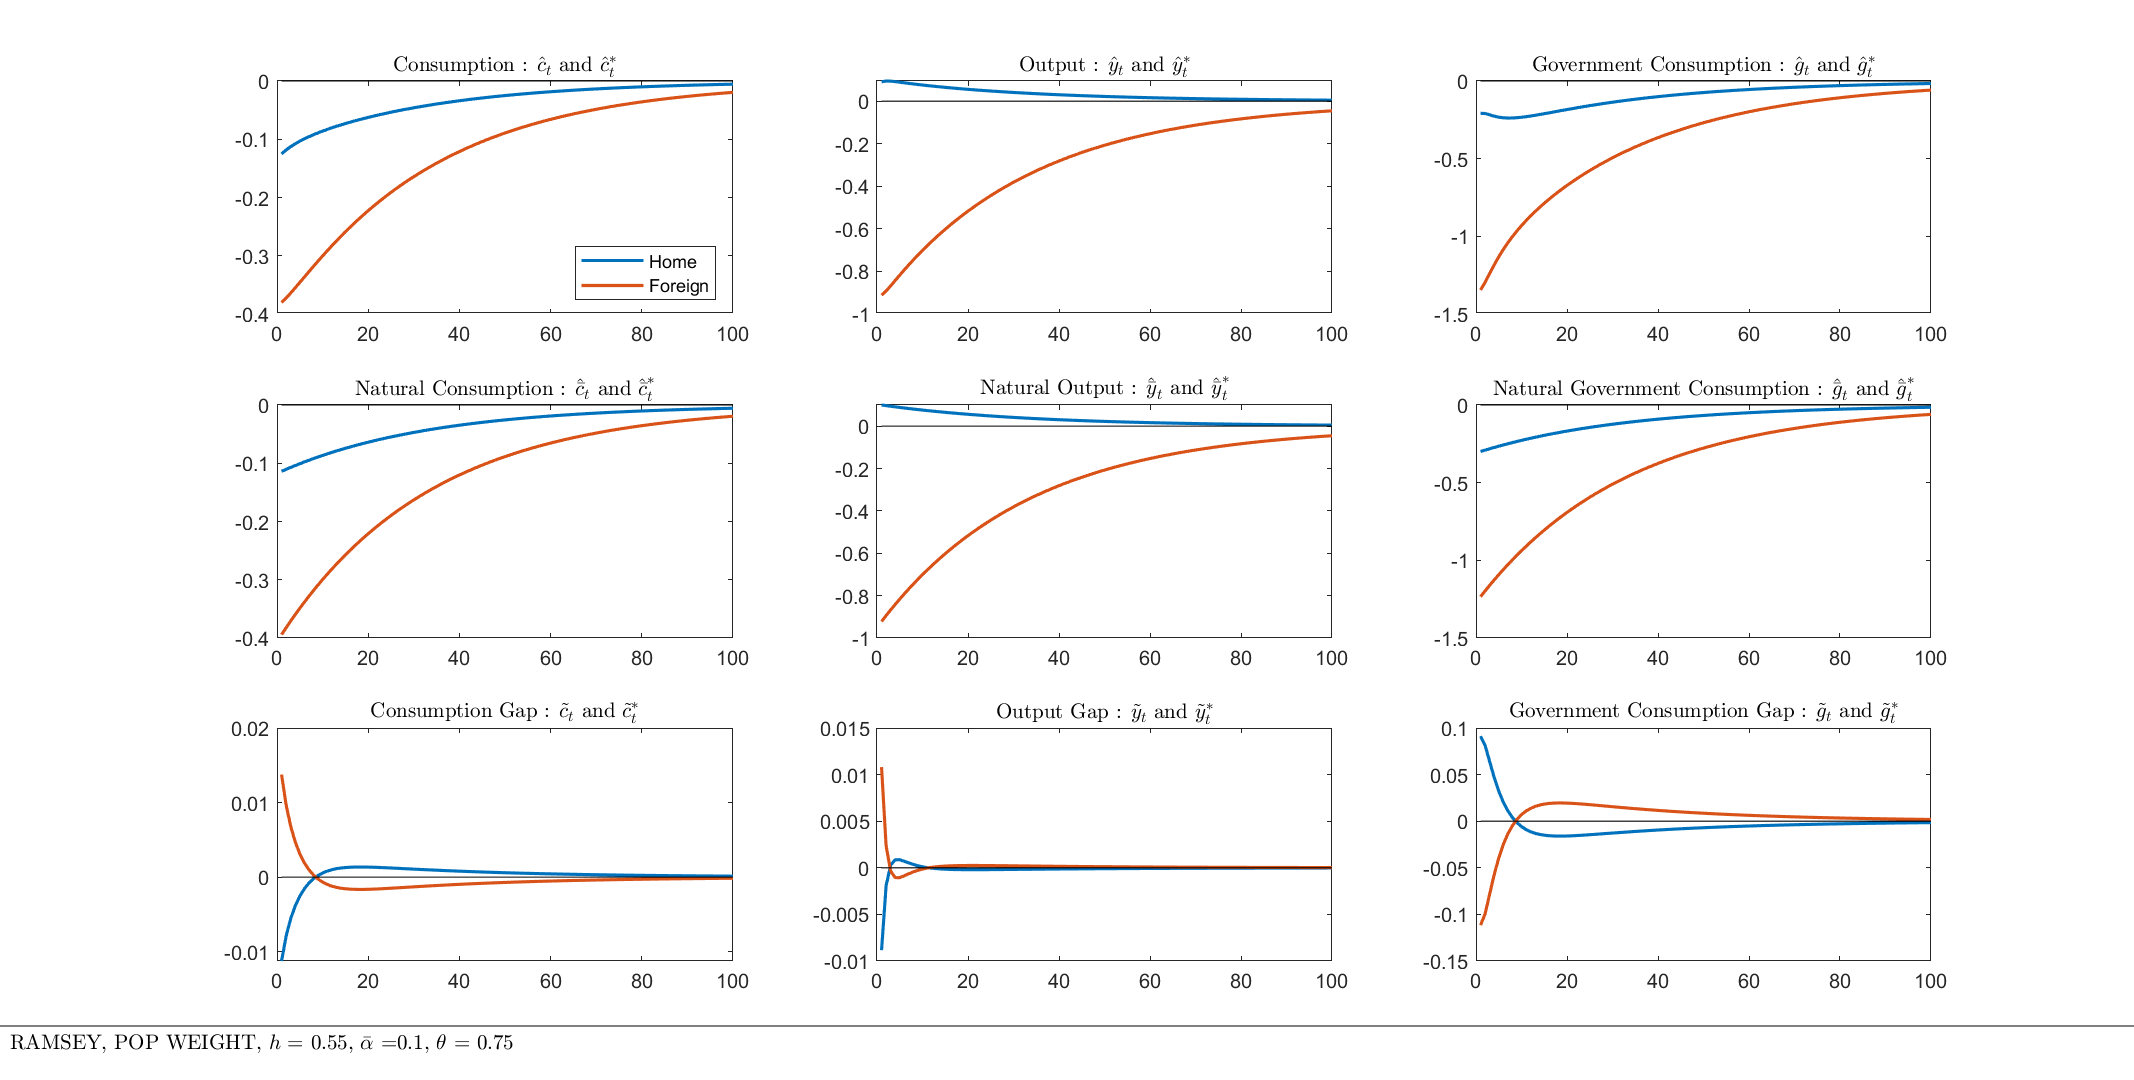 Consumption : ĉ_t and ĉ_t^*
0
-0.1
-0.2
-0.3
-0.4
0 20 40 60 80 100
Home
Foreign
Output : ŷ_t and ŷ_t^*
0
-0.2
-0.4
-0.6
-0.8
-1
0 20 40 60 80 100
Government Consumption : ĝ_t and ĝ_t^*
0
-0.5
-1
-1.5
0 20 40 60 80 100
Natural Consumption : ĉ̄_t and ĉ̄_t^*
0
-0.1
-0.2
-0.3
-0.4
0 20 40 60 80 100
Natural Output : ŷ̄_t and ŷ̄_t^*
0
-0.2
-0.4
-0.6
-0.8
-1
0 20 40 60 80 100
Natural Government Consumption : ĝ̄_t and ĝ̄_t^*
0
-0.5
-1
-1.5
0 20 40 60 80 100
Consumption Gap : c̃_t and c̃_t^*
0.02
0.01
0
-0.01
0 20 40 60 80 100
Output Gap : ỹ_t and ỹ_t^*
0.015
0.01
0.005
0
-0.005
-0.01
0 20 40 60 80 100
Government Consumption Gap : g̃_t and g̃_t^*
0.1
0.05
0
-0.05
-0.1
-0.15
0 20 40 60 80 100
RAMSEY, POP WEIGHT, h = 0.55, ᾱ =0.1, θ = 0.75